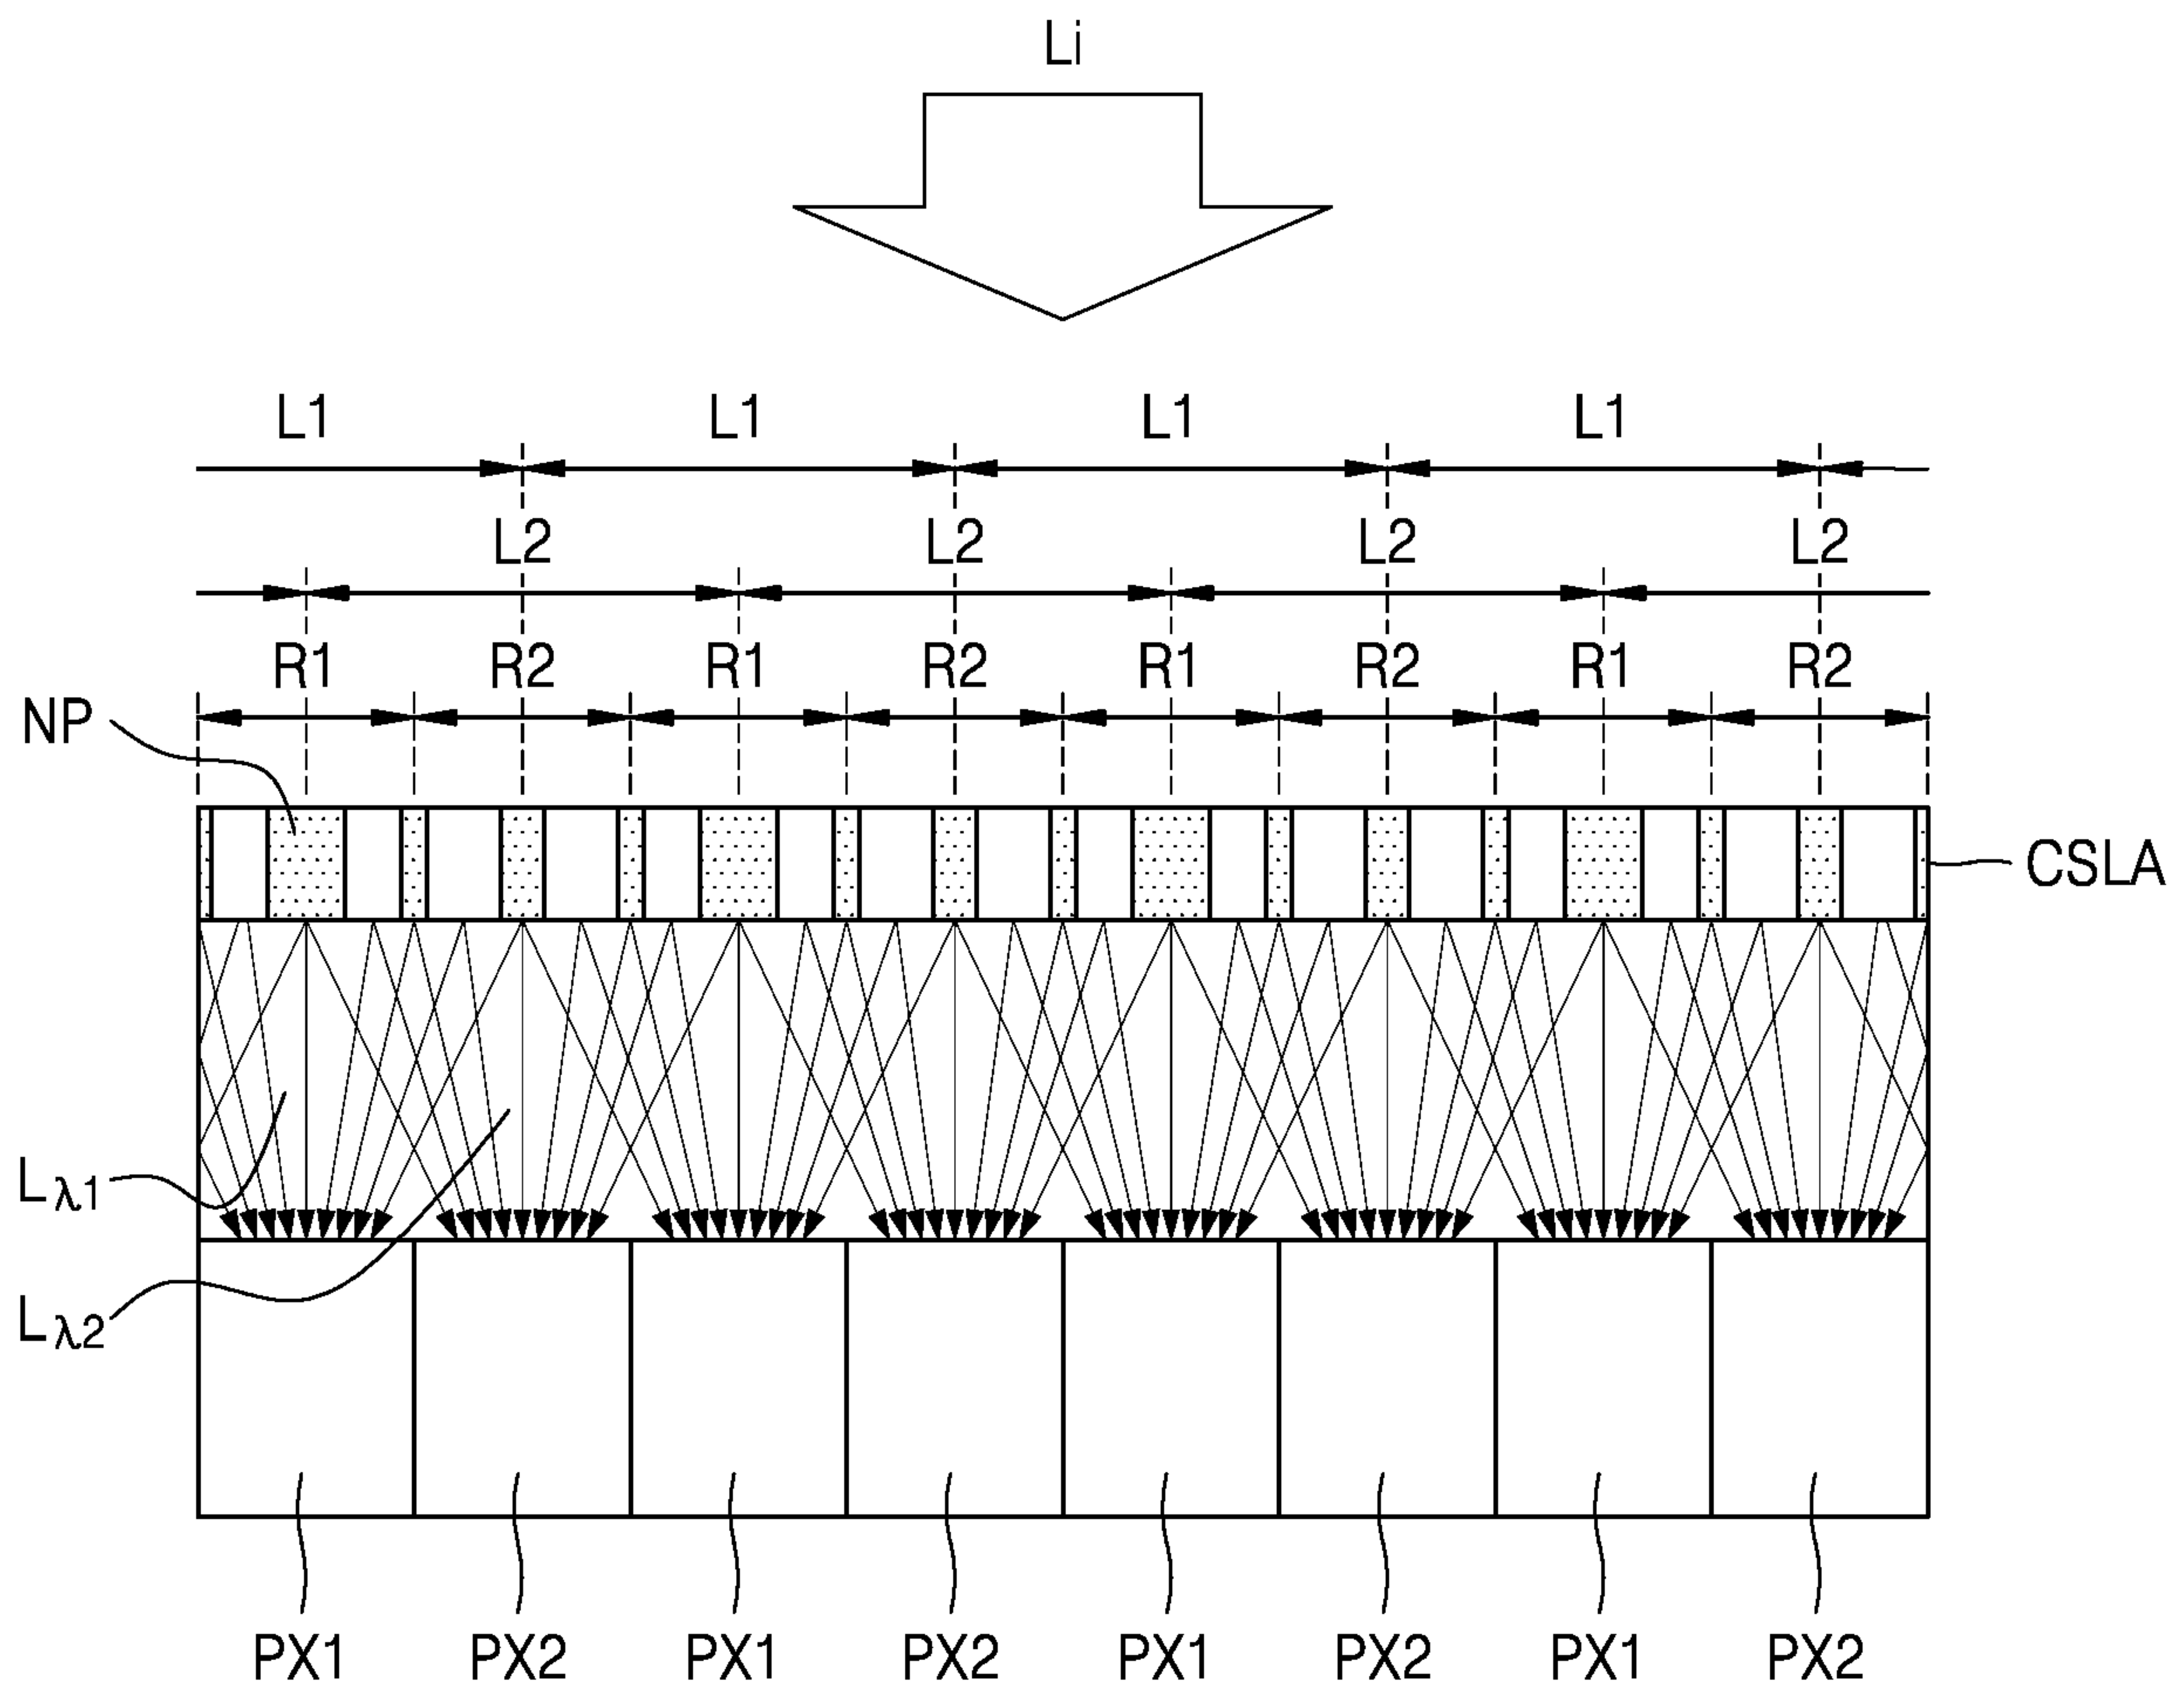 Li
L1 L1 L1 L1
L2 L2 L2 L2
R1 R2 R1 R2 R1 R2 R1 R2
NP
CSLA
Lλ1
Lλ2
PX1 PX2 PX1 PX2 PX1 PX2 PX1 PX2